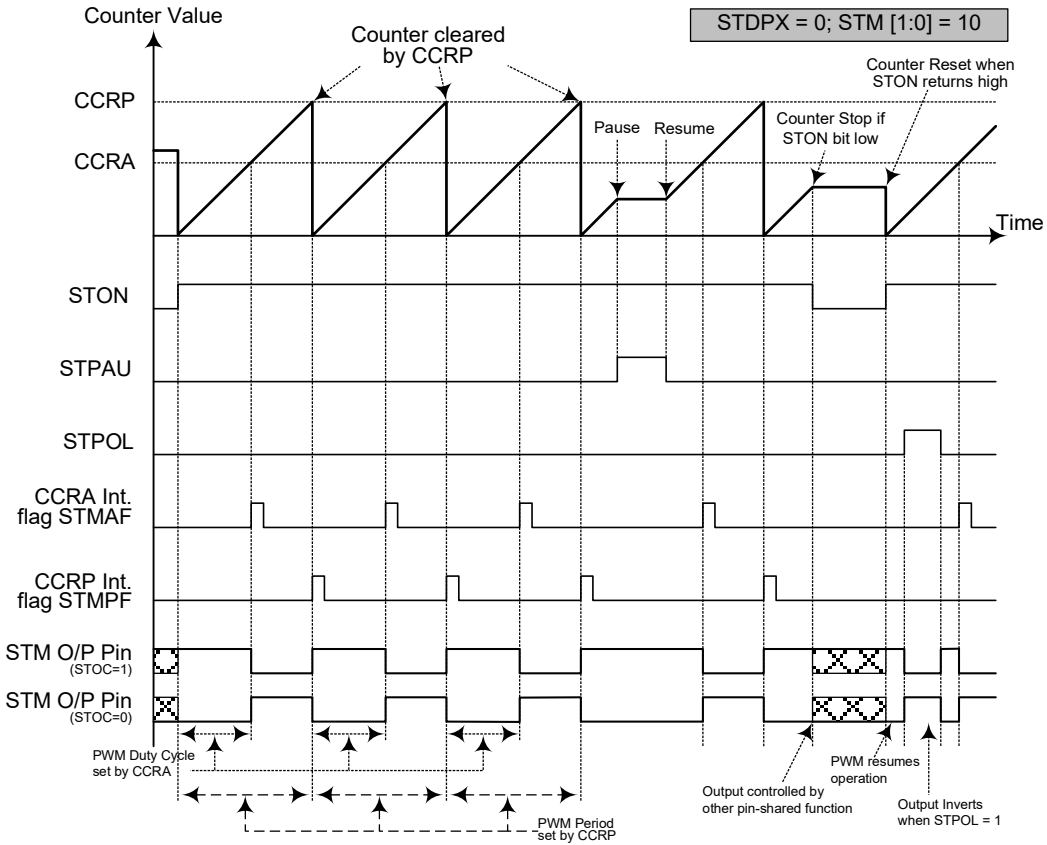 Counter Value
STDPX = 0; STM [1:0] = 10
Counter cleared
by CCRP
Counter Reset when
STON returns high
CCRP
Pause
Resume
Counter Stop if
STON bit low
CCRA
Time
STON
STPAU
STPOL
CCRA Int.
flag STMAF
CCRP Int.
flag STMPF
STM O/P Pin
(STOC=1)
STM O/P Pin
(STOC=0)
PWM Duty Cycle
set by CCRA
PWM resumes
operation
Output controlled by
other pin-shared function
Output Inverts
when STPOL = 1
PWM Period
set by CCRP